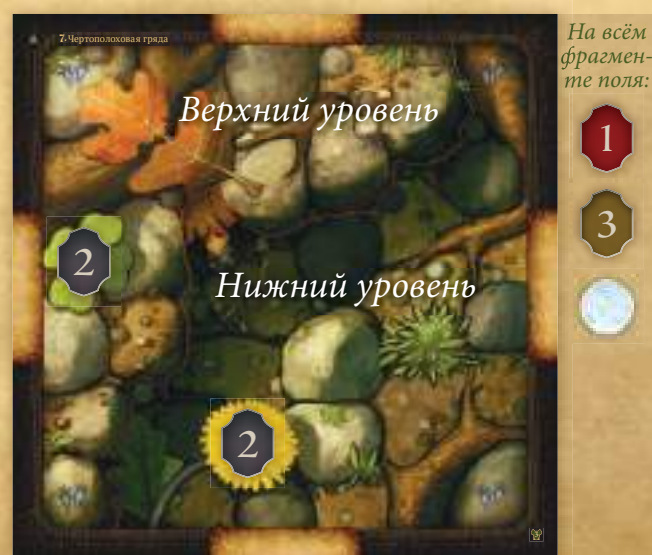 7. Чертополоховая гряда
На всём
фрагмен-
те поля:
Верхний уровень
1
3
2
Нижний уровень
2